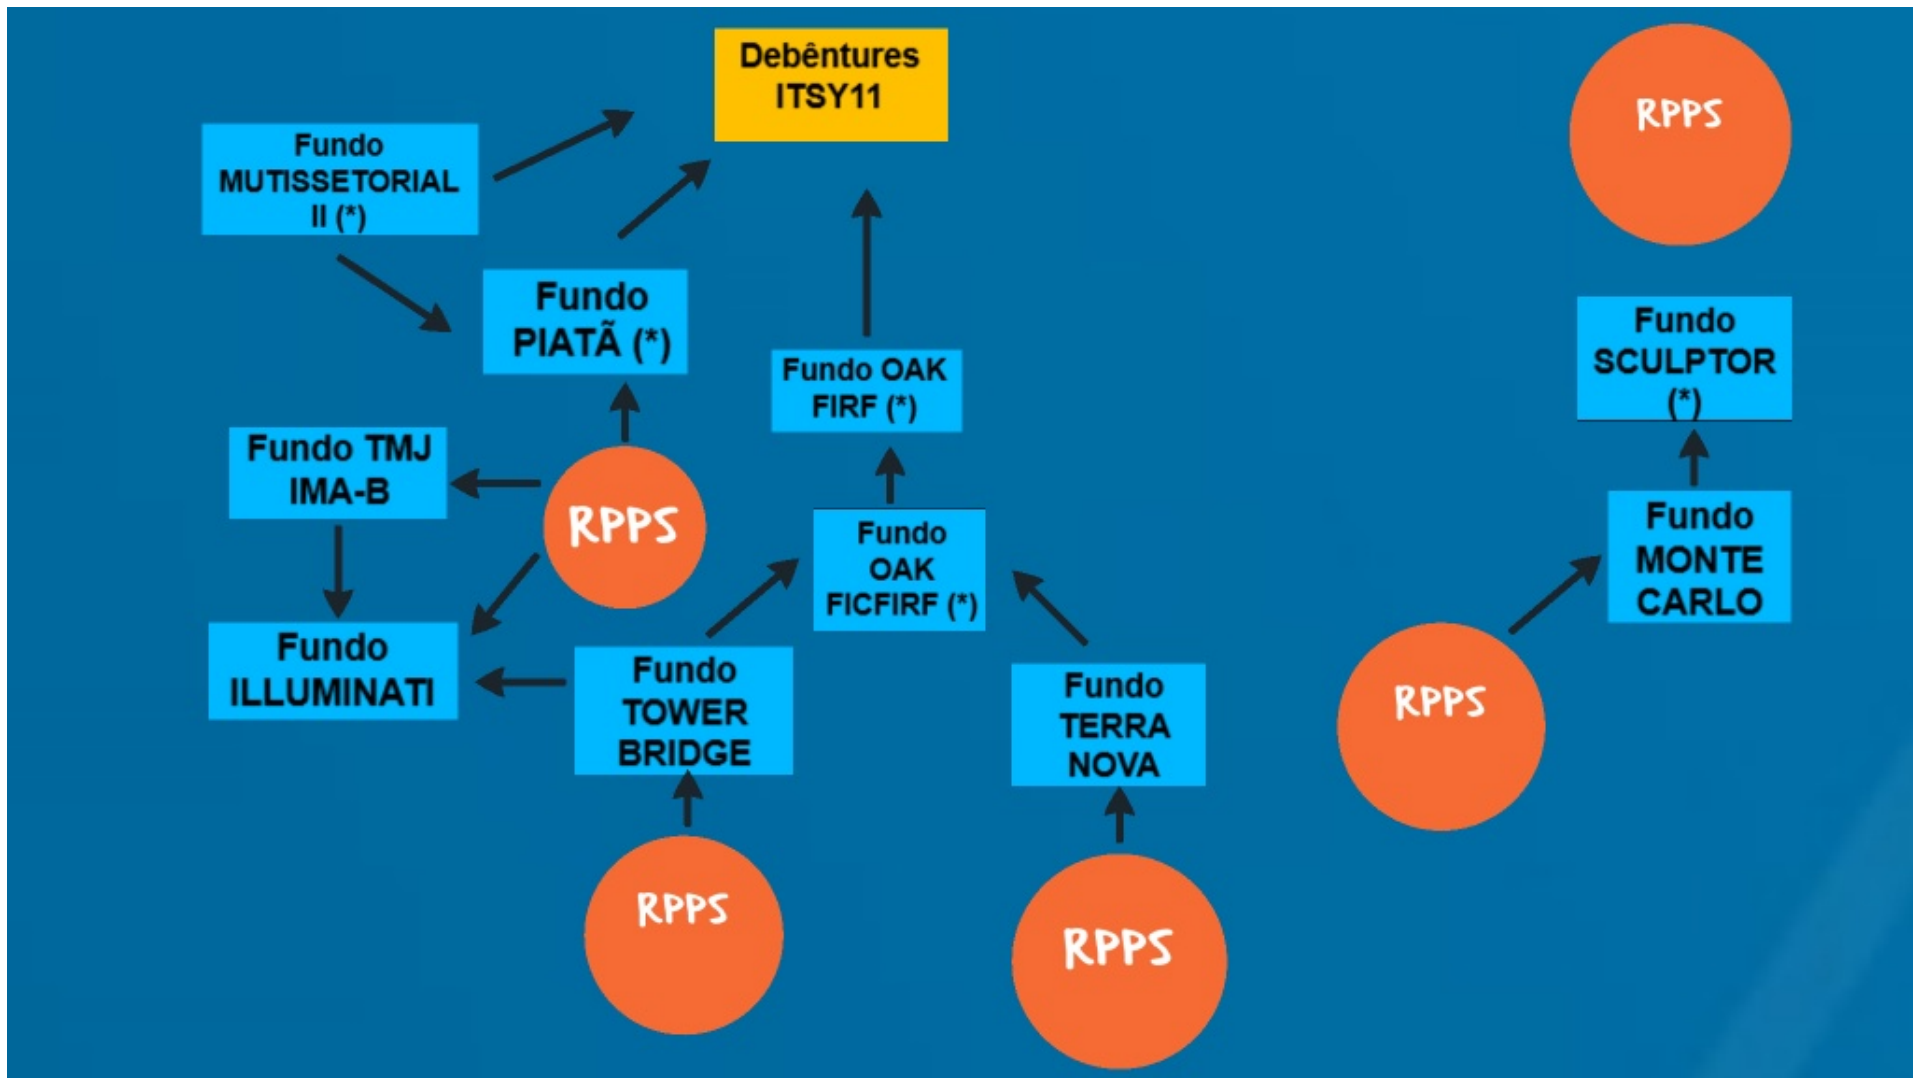 Debêntures
ITSY11
RPPS
Fundo
MUTISSETORIAL
II (*)
Fundo
PIATÃ (*)
Fundo
SCULPTOR
(*)
Fundo OAK
FIRF (*)
Fundo TMJ
IMA-B
RPPS
Fundo
OAK
FICFIRF (*)
Fundo
MONTE
CARLO
Fundo
ILLUMINATI
Fundo
TOWER
BRIDGE
Fundo
TERRA
NOVA
RPPS
RPPS
RPPS